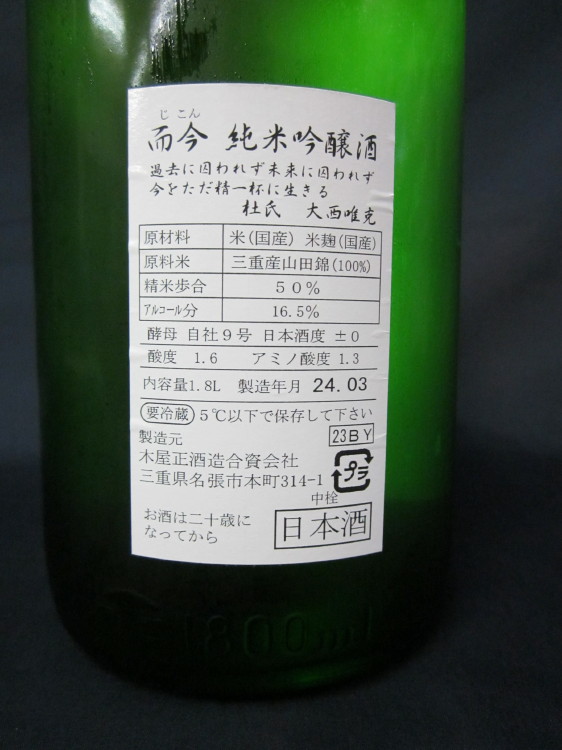 じこん
而今 純米吟醸酒
過去に囚われず未来に囚われず
今をただ精一杯に生きる
杜氏 大西唯克
原材料 米(国産) 米麹(国産)
原料米 三重産山田錦(100%)
精米歩合 50%
アルコール分 16.5%
酵母 自社9号 日本酒度 ±0
酸度 1.6 アミノ酸度 1.3
内容量1.8L 製造年月 24.03
要冷蔵 5℃以下で保存して下さい
製造元 23BY
木屋正酒造合資会社
三重県名張市本町314-1
プラ
中栓
お酒は二十歳に
なってから
日本酒
1800ml